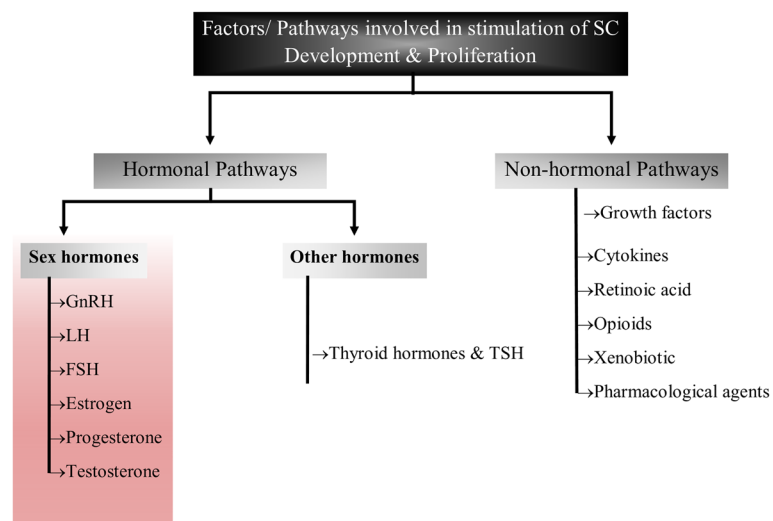 Factors/ Pathways involved in stimulation of SC
Development & Proliferation
Hormonal Pathways
Non-hormonal Pathways
Sex hormones
→GnRH
→LH
→FSH
→Estrogen
→Progesterone
→Testosterone
Other hormones
→Thyroid hormones & TSH
→Growth factors
→Cytokines
→Retinoic acid
→Opioids
→Xenobiotic
→Pharmacological agents